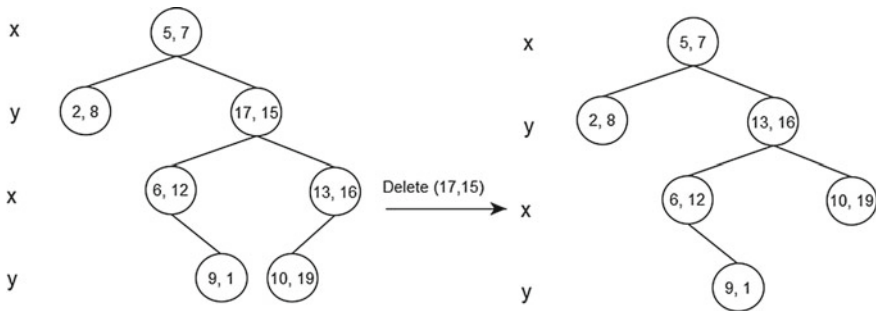 x
5, 7
y
2, 8
17, 15
x
6, 12
13, 16
y
9, 1
10, 19
Delete (17,15)
x
5, 7
y
2, 8
13, 16
x
6, 12
10, 19
y
9, 1